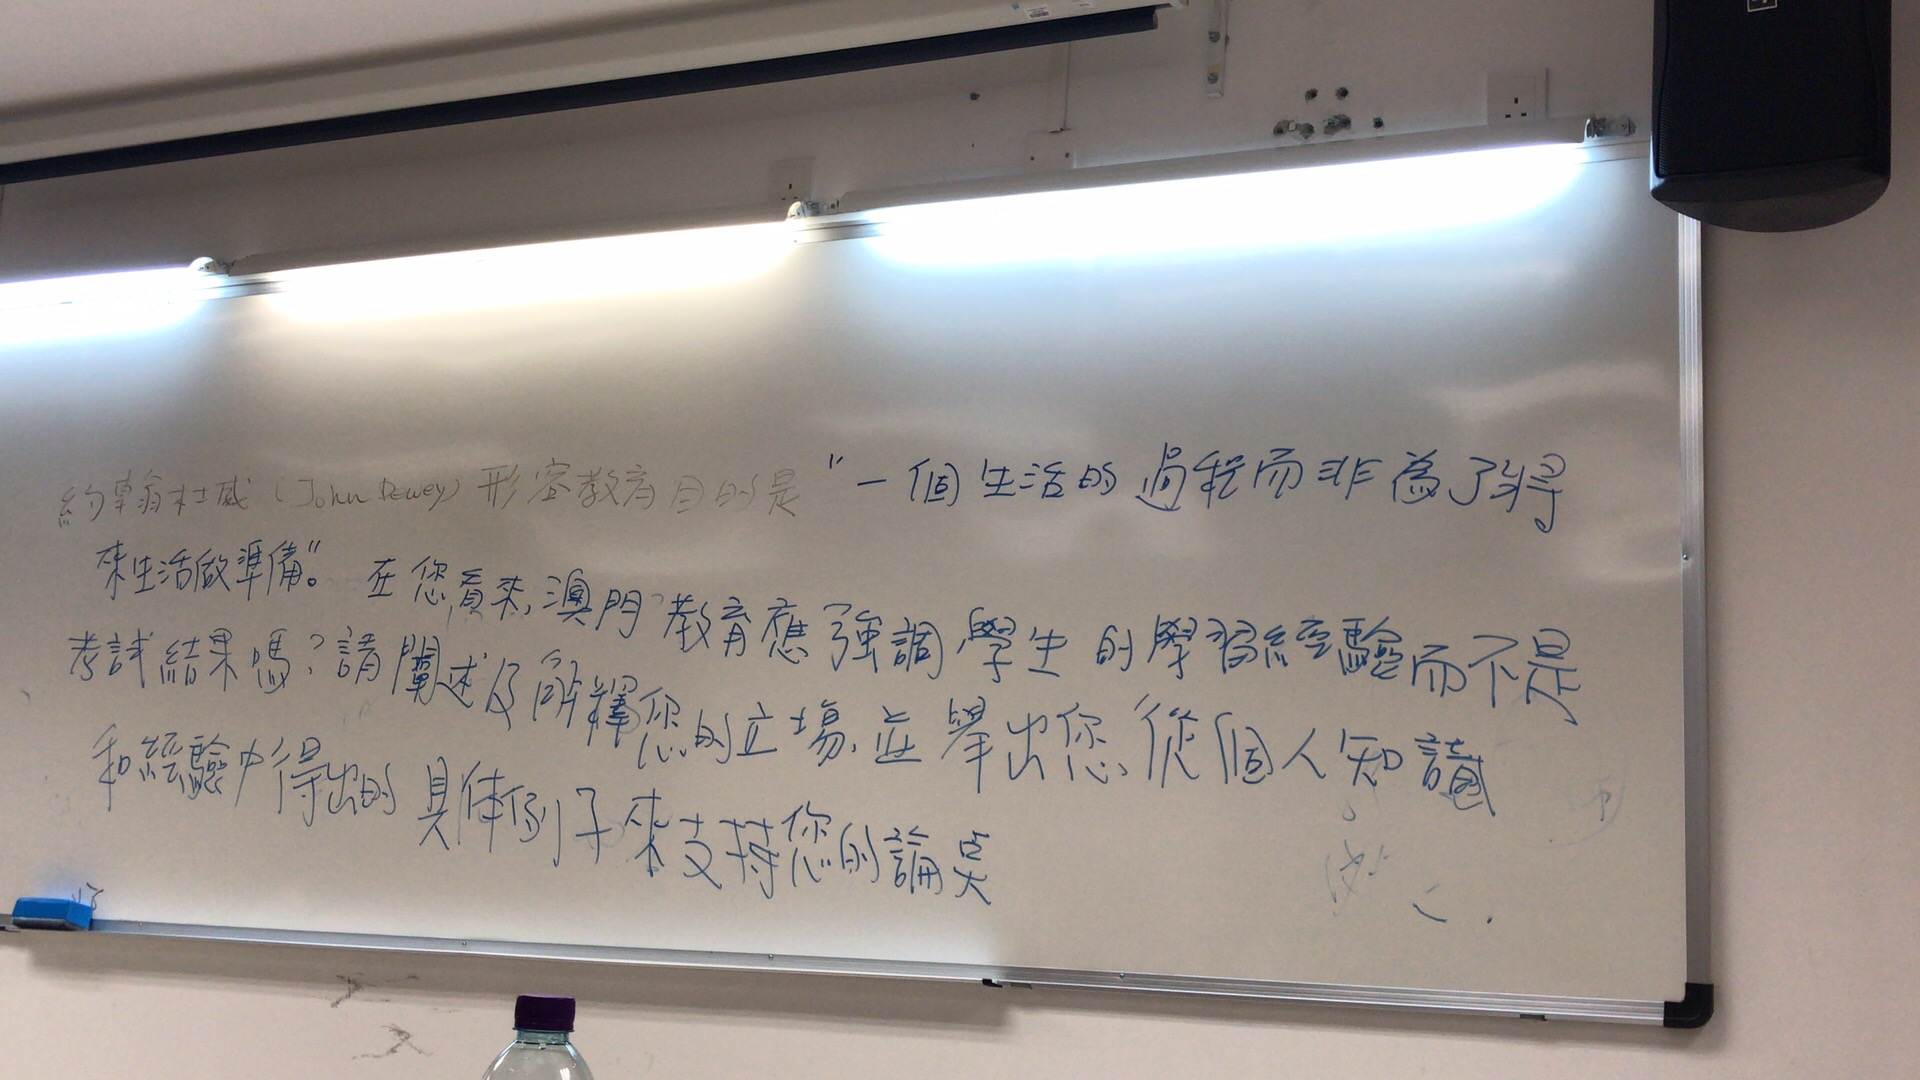 約翰杜威(John Dewey)形容教育目的是"一個生活的過程而非為了將
來生活做準備"。在您看來,澳門教育應強調學生的學習經驗而不是
考試結果嗎?請闡述及解釋您的立場,並舉出您從個人知識
和經驗中得出的具体例子來支持您的論点